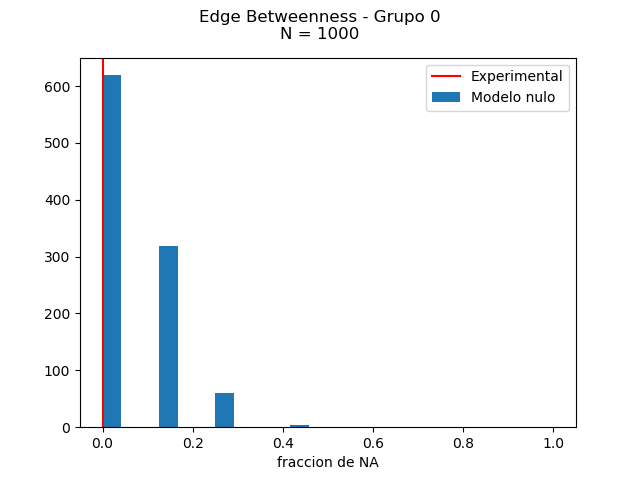 Edge Betweenness - Grupo 0
N = 1000
Experimental
Modelo nulo
600
500
400
300
200
100
0
0.0 0.2 0.4 0.6 0.8 1.0
fraccion de NA